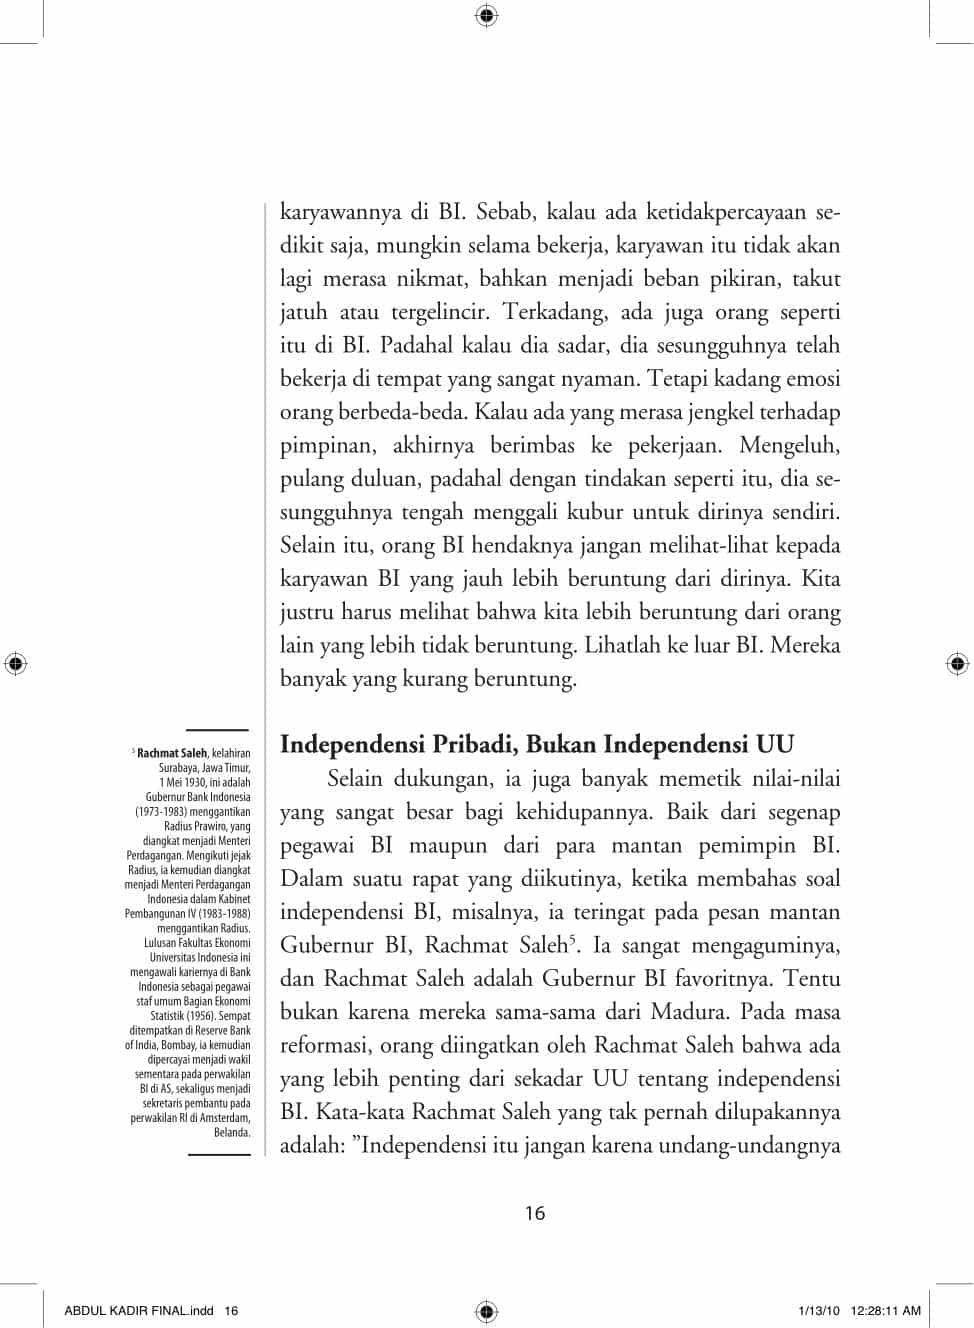 karyawannya di BI. Sebab, kalau ada ketidakpercayaan se-
dikit saja, mungkin selama bekerja, karyawan itu tidak akan
lagi merasa nikmat, bahkan menjadi beban pikiran, takut
jatuh atau tergelincir. Terkadang, ada juga orang seperti
itu di BI. Padahal kalau dia sadar, dia sesungguhnya telah
bekerja di tempat yang sangat nyaman. Tetapi kadang emosi
orang berbeda-beda. Kalau ada yang merasa jengkel terhadap
pimpinan, akhirnya berimbas ke pekerjaan. Mengeluh,
pulang duluan, padahal dengan tindakan seperti itu, dia se-
sungguhnya tengah menggali kubur untuk dirinya sendiri.
Selain itu, orang BI hendaknya jangan melihat-lihat kepada
karyawan BI yang jauh lebih beruntung dari dirinya. Kita
justru harus melihat bahwa kita lebih beruntung dari orang
lain yang lebih tidak beruntung. Lihatlah ke luar BI. Mereka
banyak yang kurang beruntung.
Independensi Pribadi, Bukan Independensi UU
Selain dukungan, ia juga banyak memetik nilai-nilai
yang sangat besar bagi kehidupannya. Baik dari segenap
pegawai BI maupun dari para mantan pemimpin BI.
Dalam suatu rapat yang diikutinya, ketika membahas soal
independensi BI, misalnya, ia teringat pada pesan mantan
Gubernur BI, Rachmat Saleh⁵. Ia sangat mengaguminya,
dan Rachmat Saleh adalah Gubernur BI favoritnya. Tentu
bukan karena mereka sama-sama dari Madura. Pada masa
reformasi, orang diingatkan oleh Rachmat Saleh bahwa ada
yang lebih penting dari sekadar UU tentang independensi
BI. Kata-kata Rachmat Saleh yang tak pernah dilupakannya
adalah: ”Independensi itu jangan karena undang-undangnya
⁵ Rachmat Saleh, kelahiran
Surabaya, Jawa Timur,
1 Mei 1930, ini adalah
Gubernur Bank Indonesia
(1973-1983) menggantikan
Radius Prawiro, yang
diangkat menjadi Menteri
Perdagangan. Mengikuti jejak
Radius, ia kemudian diangkat
menjadi Menteri Perdagangan
Indonesia dalam Kabinet
Pembangunan IV (1983-1988)
menggantikan Radius.
Lulusan Fakultas Ekonomi
Universitas Indonesia ini
mengawali kariernya di Bank
Indonesia sebagai pegawai
staf umum Bagian Ekonomi
Statistik (1956). Sempat
ditempatkan di Reserve Bank
of India, Bombay, ia kemudian
dipercayai menjadi wakil
sementara pada perwakilan
BI di AS, sekaligus menjadi
sekretaris pembantu pada
perwakilan RI di Amsterdam,
Belanda.
16
ABDUL KADIR FINAL.indd 16
1/13/10 12:28:11 AM